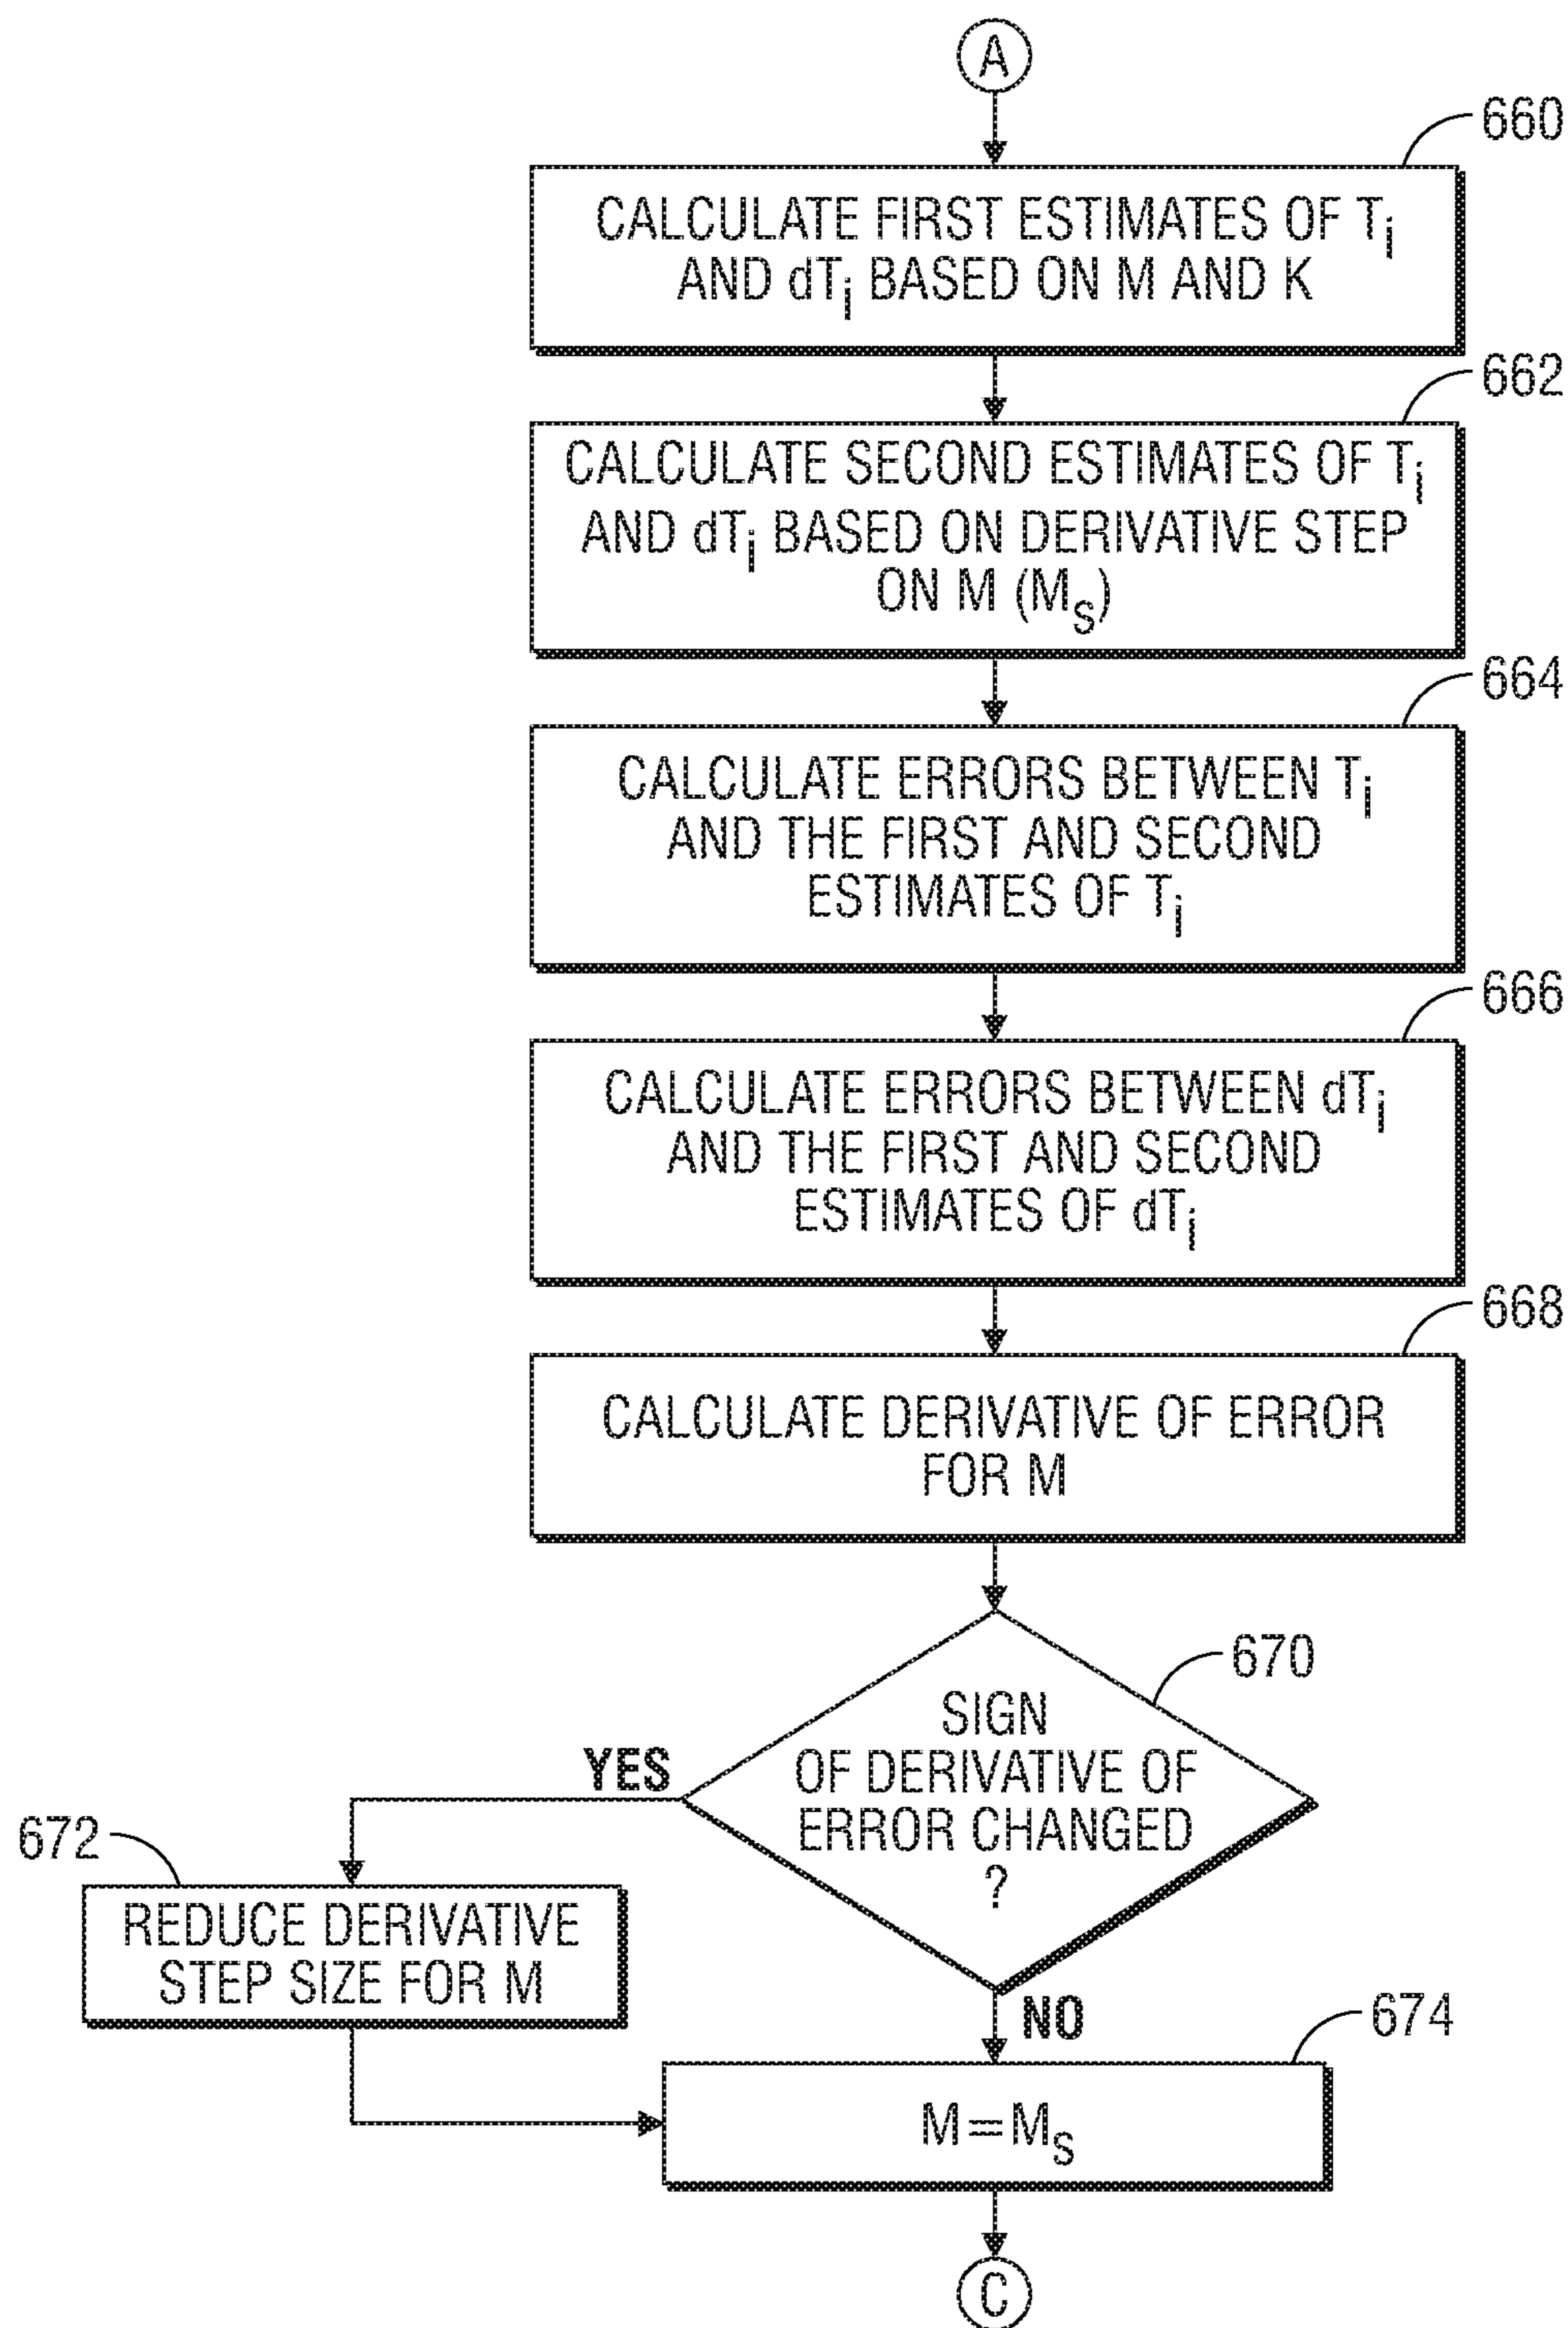 A
660
CALCULATE FIRST ESTIMATES OF Ti
AND dTi BASED ON M AND K
662
CALCULATE SECOND ESTIMATES OF Ti
AND dTi BASED ON DERIVATIVE STEP
ON M (MS)
664
CALCULATE ERRORS BETWEEN Ti
AND THE FIRST AND SECOND
ESTIMATES OF Ti
666
CALCULATE ERRORS BETWEEN dTi
AND THE FIRST AND SECOND
ESTIMATES OF dTi
668
CALCULATE DERIVATIVE OF ERROR
FOR M
670
SIGN
OF DERIVATIVE OF
ERROR CHANGED
?
YES
672
REDUCE DERIVATIVE
STEP SIZE FOR M
NO
674
M=MS
C